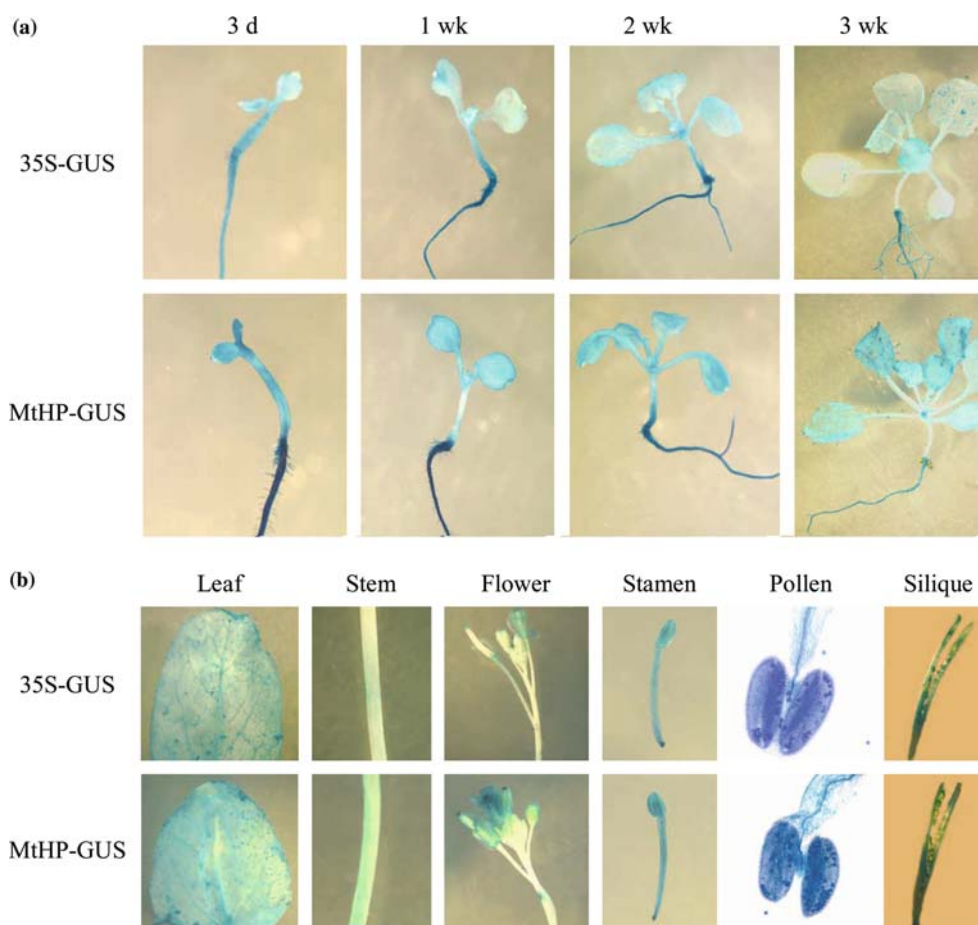 (a)
3 d 1 wk 2 wk 3 wk
35S-GUS
MtHP-GUS
(b)
Leaf Stem Flower Stamen Pollen Silique
35S-GUS
MtHP-GUS